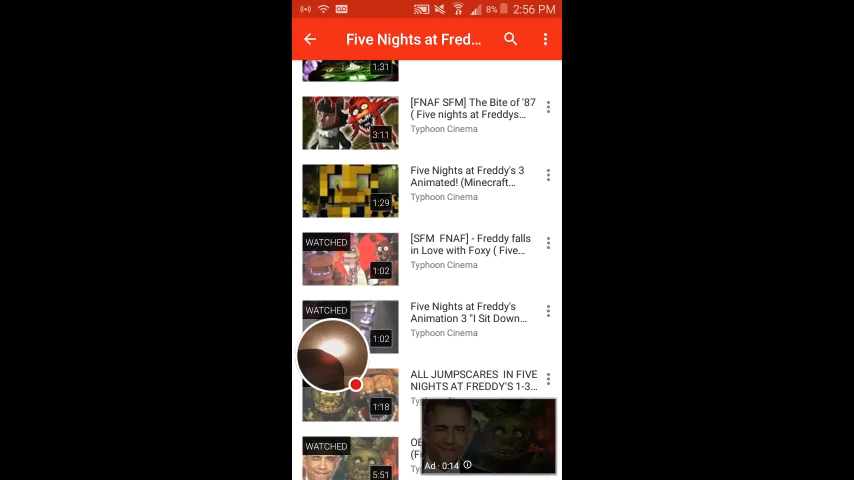 8% 2:56 PM
Five Nights at Fred...
1:31
[FNAF SFM] The Bite of '87
( Five nights at Freddys...
Typhoon Cinema
3:11
Five Nights at Freddy's 3
Animated! (Minecraft...
Typhoon Cinema
1:29
WATCHED
[SFM FNAF] - Freddy falls
in Love with Foxy ( Five...
Typhoon Cinema
1:02
WATCHED
Five Nights at Freddy's
Animation 3 "I Sit Down...
Typhoon Cinema
1:02
ALL JUMPSCARES IN FIVE
NIGHTS AT FREDDY'S 1-3...
1:18
WATCHED
5:51
Ad · 0:14